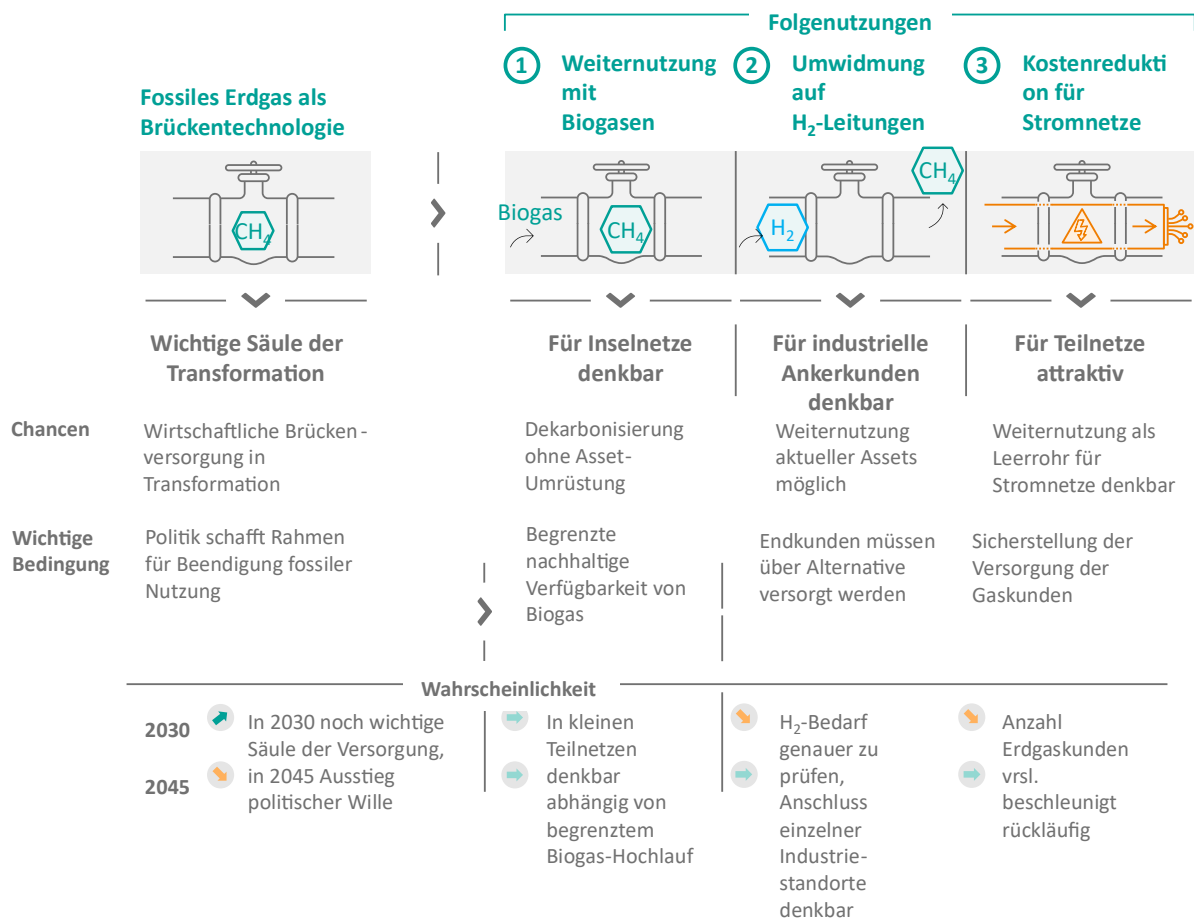 Folgenutzungen
Fossiles Erdgas als
Brückentechnologie
1 Weiternutzung
mit
Biogasen
2 Umwidmung
auf
H₂-Leitungen
3 Kostenredukti
on für
Stromnetze
CH₄
Biogas
CH₄
H₂
CH₄
Wichtige Säule der
Transformation
Für Inselnetze
denkbar
Für industrielle
Ankerkunden
denkbar
Für Teilnetze
attraktiv
Chancen
Wirtschaftliche Brücken-
versorgung in
Transformation
Dekarbonisierung
ohne Asset-
Umrüstung
Weiternutzung
aktueller Assets
möglich
Weiternutzung als
Leerrohr für
Stromnetze denkbar
Wichtige
Bedingung
Politik schafft Rahmen
für Beendigung fossiler
Nutzung
Begrenzte
nachhaltige
Verfügbarkeit von
Biogas
Endkunden müssen
über Alternative
versorgt werden
Sicherstellung der
Versorgung der
Gaskunden
Wahrscheinlichkeit
2030
2045
In 2030 noch wichtige
Säule der Versorgung,
in 2045 Ausstieg
politischer Wille
In kleinen
Teilnetzen
denkbar
abhängig von
begrenztem
Biogas-Hochlauf
H₂-Bedarf
genauer zu
prüfen,
Anschluss
einzelner
Industrie-
standorte
denkbar
Anzahl
Erdgaskunden
vrsl.
beschleunigt
rückläufig